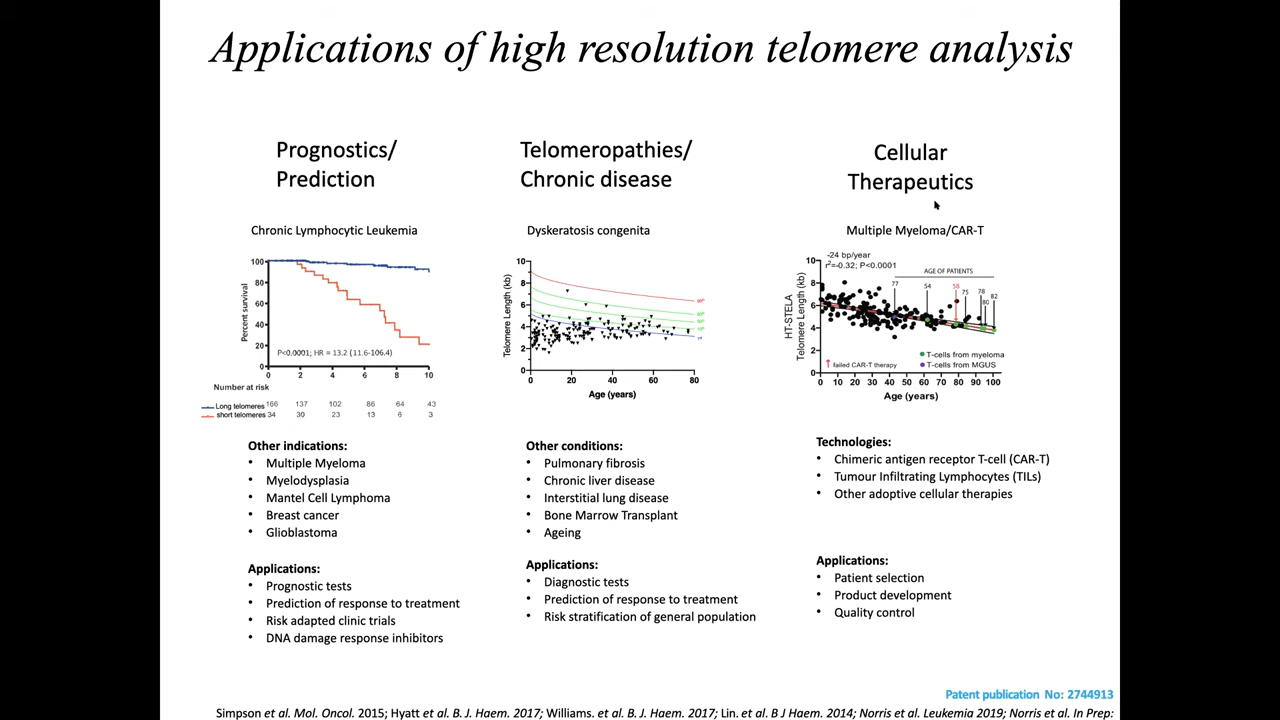 Applications of high resolution telomere analysis
Prognostics/
Prediction
Chronic Lymphocytic Leukemia
Percent survival
100
80
60
40
20
0
P<0.0001; HR = 13.2 (11.6-106.4)
0 2 4 6 8 10
Number at risk
Long telomeres 166 137 102 86 64 43
short telomeres 34 30 23 13 6 3
Other indications:
• Multiple Myeloma
• Myelodysplasia
• Mantel Cell Lymphoma
• Breast cancer
• Glioblastoma
Applications:
• Prognostic tests
• Prediction of response to treatment
• Risk adapted clinic trials
• DNA damage response inhibitors
Telomeropathies/
Chronic disease
Dyskeratosis congenita
Telomere Length (kb)
10
8
6
4
2
0
0 20 40 60 80
Age (years)
Other conditions:
• Pulmonary fibrosis
• Chronic liver disease
• Interstitial lung disease
• Bone Marrow Transplant
• Ageing
Applications:
• Diagnostic tests
• Prediction of response to treatment
• Risk stratification of general population
Cellular
Therapeutics
Multiple Myeloma/CAR-T
HT-STELA
Telomere Length (kb)
10
8
6
4
2
0
-24 bp/year
r²=-0.32; P<0.0001
AGE OF PATIENTS
77 54 58 75 78 80 82
T-cells from myeloma
T-cells from MGUS
failed CAR-T therapy
0 10 20 30 40 50 60 70 80 90 100
Age (years)
Technologies:
• Chimeric antigen receptor T-cell (CAR-T)
• Tumour Infiltrating Lymphocytes (TILs)
• Other adoptive cellular therapies
Applications:
• Patient selection
• Product development
• Quality control
Patent publication No: 2744913
Simpson et al. Mol. Oncol. 2015; Hyatt et al. B. J. Haem. 2017; Williams. et al. B. J. Haem. 2017; Lin. et al. B J Haem. 2014; Norris et al. Leukemia 2019; Norris et al. In Prep: